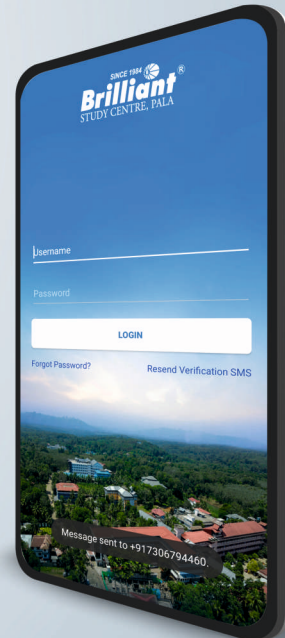 SINCE 1984
Brilliant®
STUDY CENTRE, PALA
Username
Password
LOGIN
Forgot Password?
Resend Verification SMS
Message sent to +917306794460.